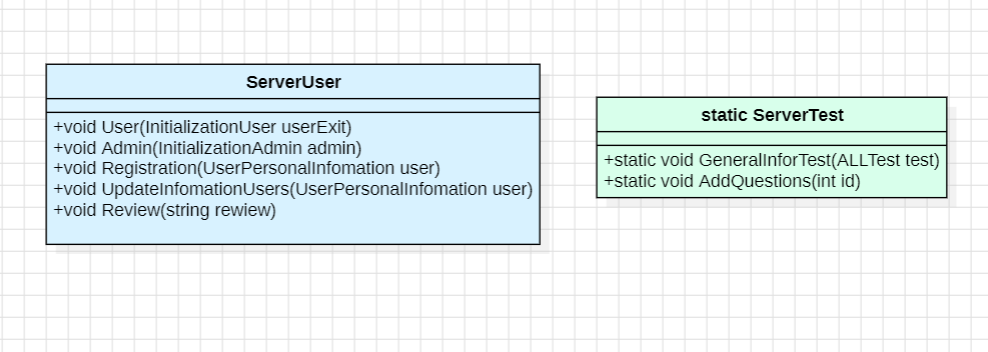 ServerUser
+void User(InitializationUser userExit)
+void Admin(InitializationAdmin admin)
+void Registration(UserPersonalInfomation user)
+void UpdateInfomationUsers(UserPersonalInfomation user)
+void Review(string rewiew)
static ServerTest
+static void GeneralInforTest(ALLTest test)
+static void AddQuestions(int id)